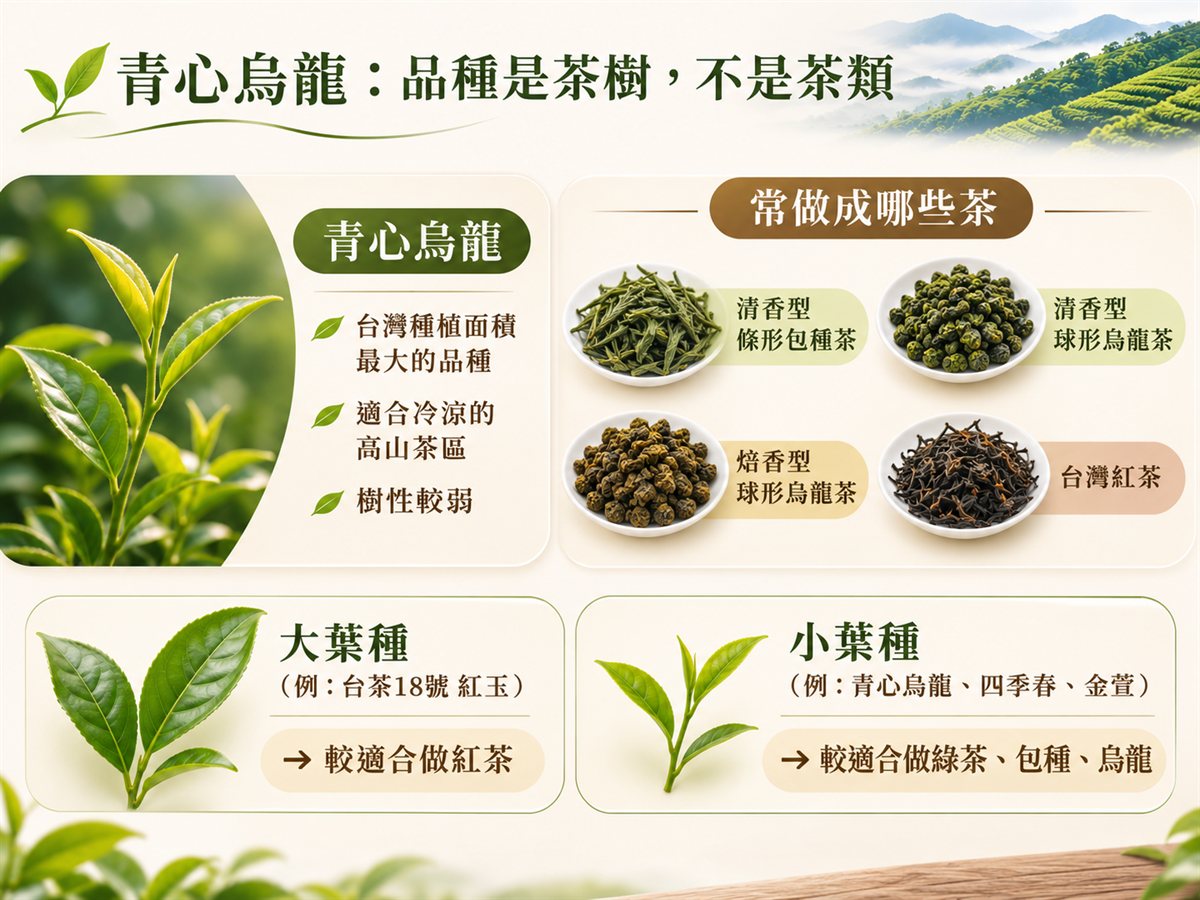 青心烏龍：品種是茶樹，不是茶類
青心烏龍
台灣種植面積
最大的品種
適合冷涼的
高山茶區
樹性較弱
常做成哪些茶
清香型
條形包種茶
清香型
球形烏龍茶
焙香型
球形烏龍茶
台灣紅茶
大葉種
（例：台茶18號 紅玉）
→ 較適合做紅茶
小葉種
（例：青心烏龍、四季春、金萱）
→ 較適合做綠茶、包種、烏龍